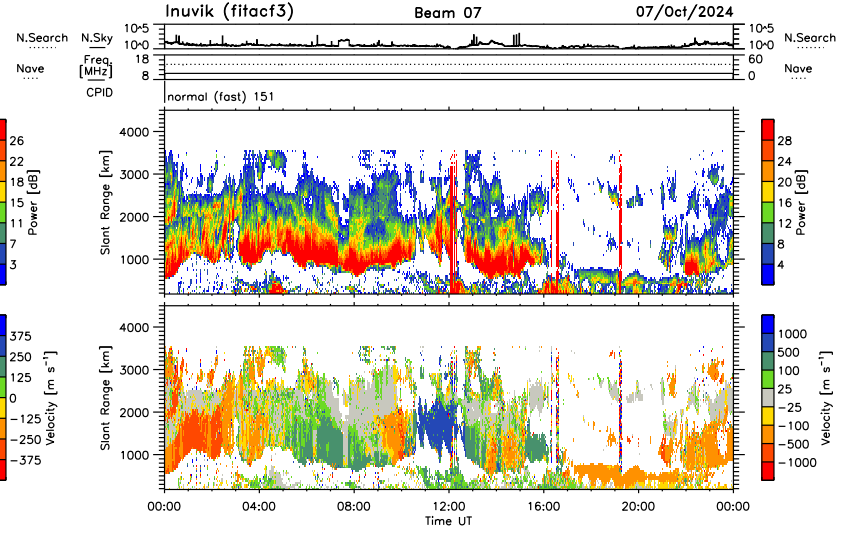 Inuvik (fitacf3) Beam 07 07/Oct/2024
N.Search N.Sky 10^5 10^0 10^5 10^0 N.Search
Nave Freq. [MHz] 18 8 60 0 Nave
CPID
normal (fast) 151
4000
3000
2000
1000
Slant Range [km]
26
22
18
15
11
7
3
Power [dB]
28
24
20
16
12
8
4
Power [dB]
4000
3000
2000
1000
Slant Range [km]
375
250
125
0
−125
−250
−375
Velocity [m s⁻¹]
1000
500
100
25
−25
−100
−500
−1000
Velocity [m s⁻¹]
00:00 04:00 08:00 12:00 16:00 20:00 00:00
Time UT